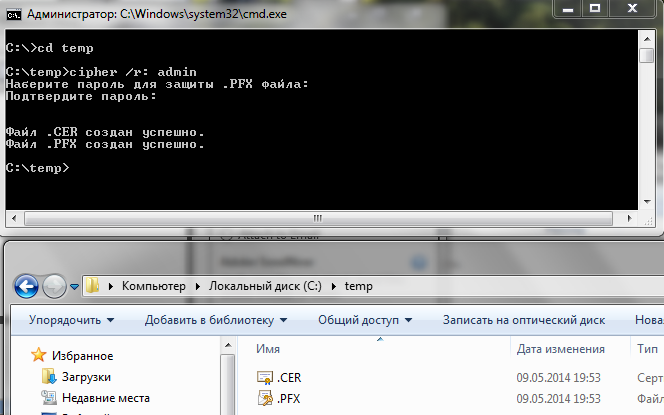 Администратор: C:\Windows\system32\cmd.exe
C:\>cd temp
C:\temp>cipher /r: admin
Наберите пароль для защиты .PFX файла:
Подтвердите пароль:
Файл .CER создан успешно.
Файл .PFX создан успешно.
C:\temp>
Компьютер Локальный диск (C:) temp
Упорядочить Добавить в библиотеку Общий доступ Записать на оптический диск Новая
Избранное
Загрузки
Недавние места
Имя Дата изменения Тип
.CER 09.05.2014 19:53 Серт
.PFX 09.05.2014 19:53 Файл